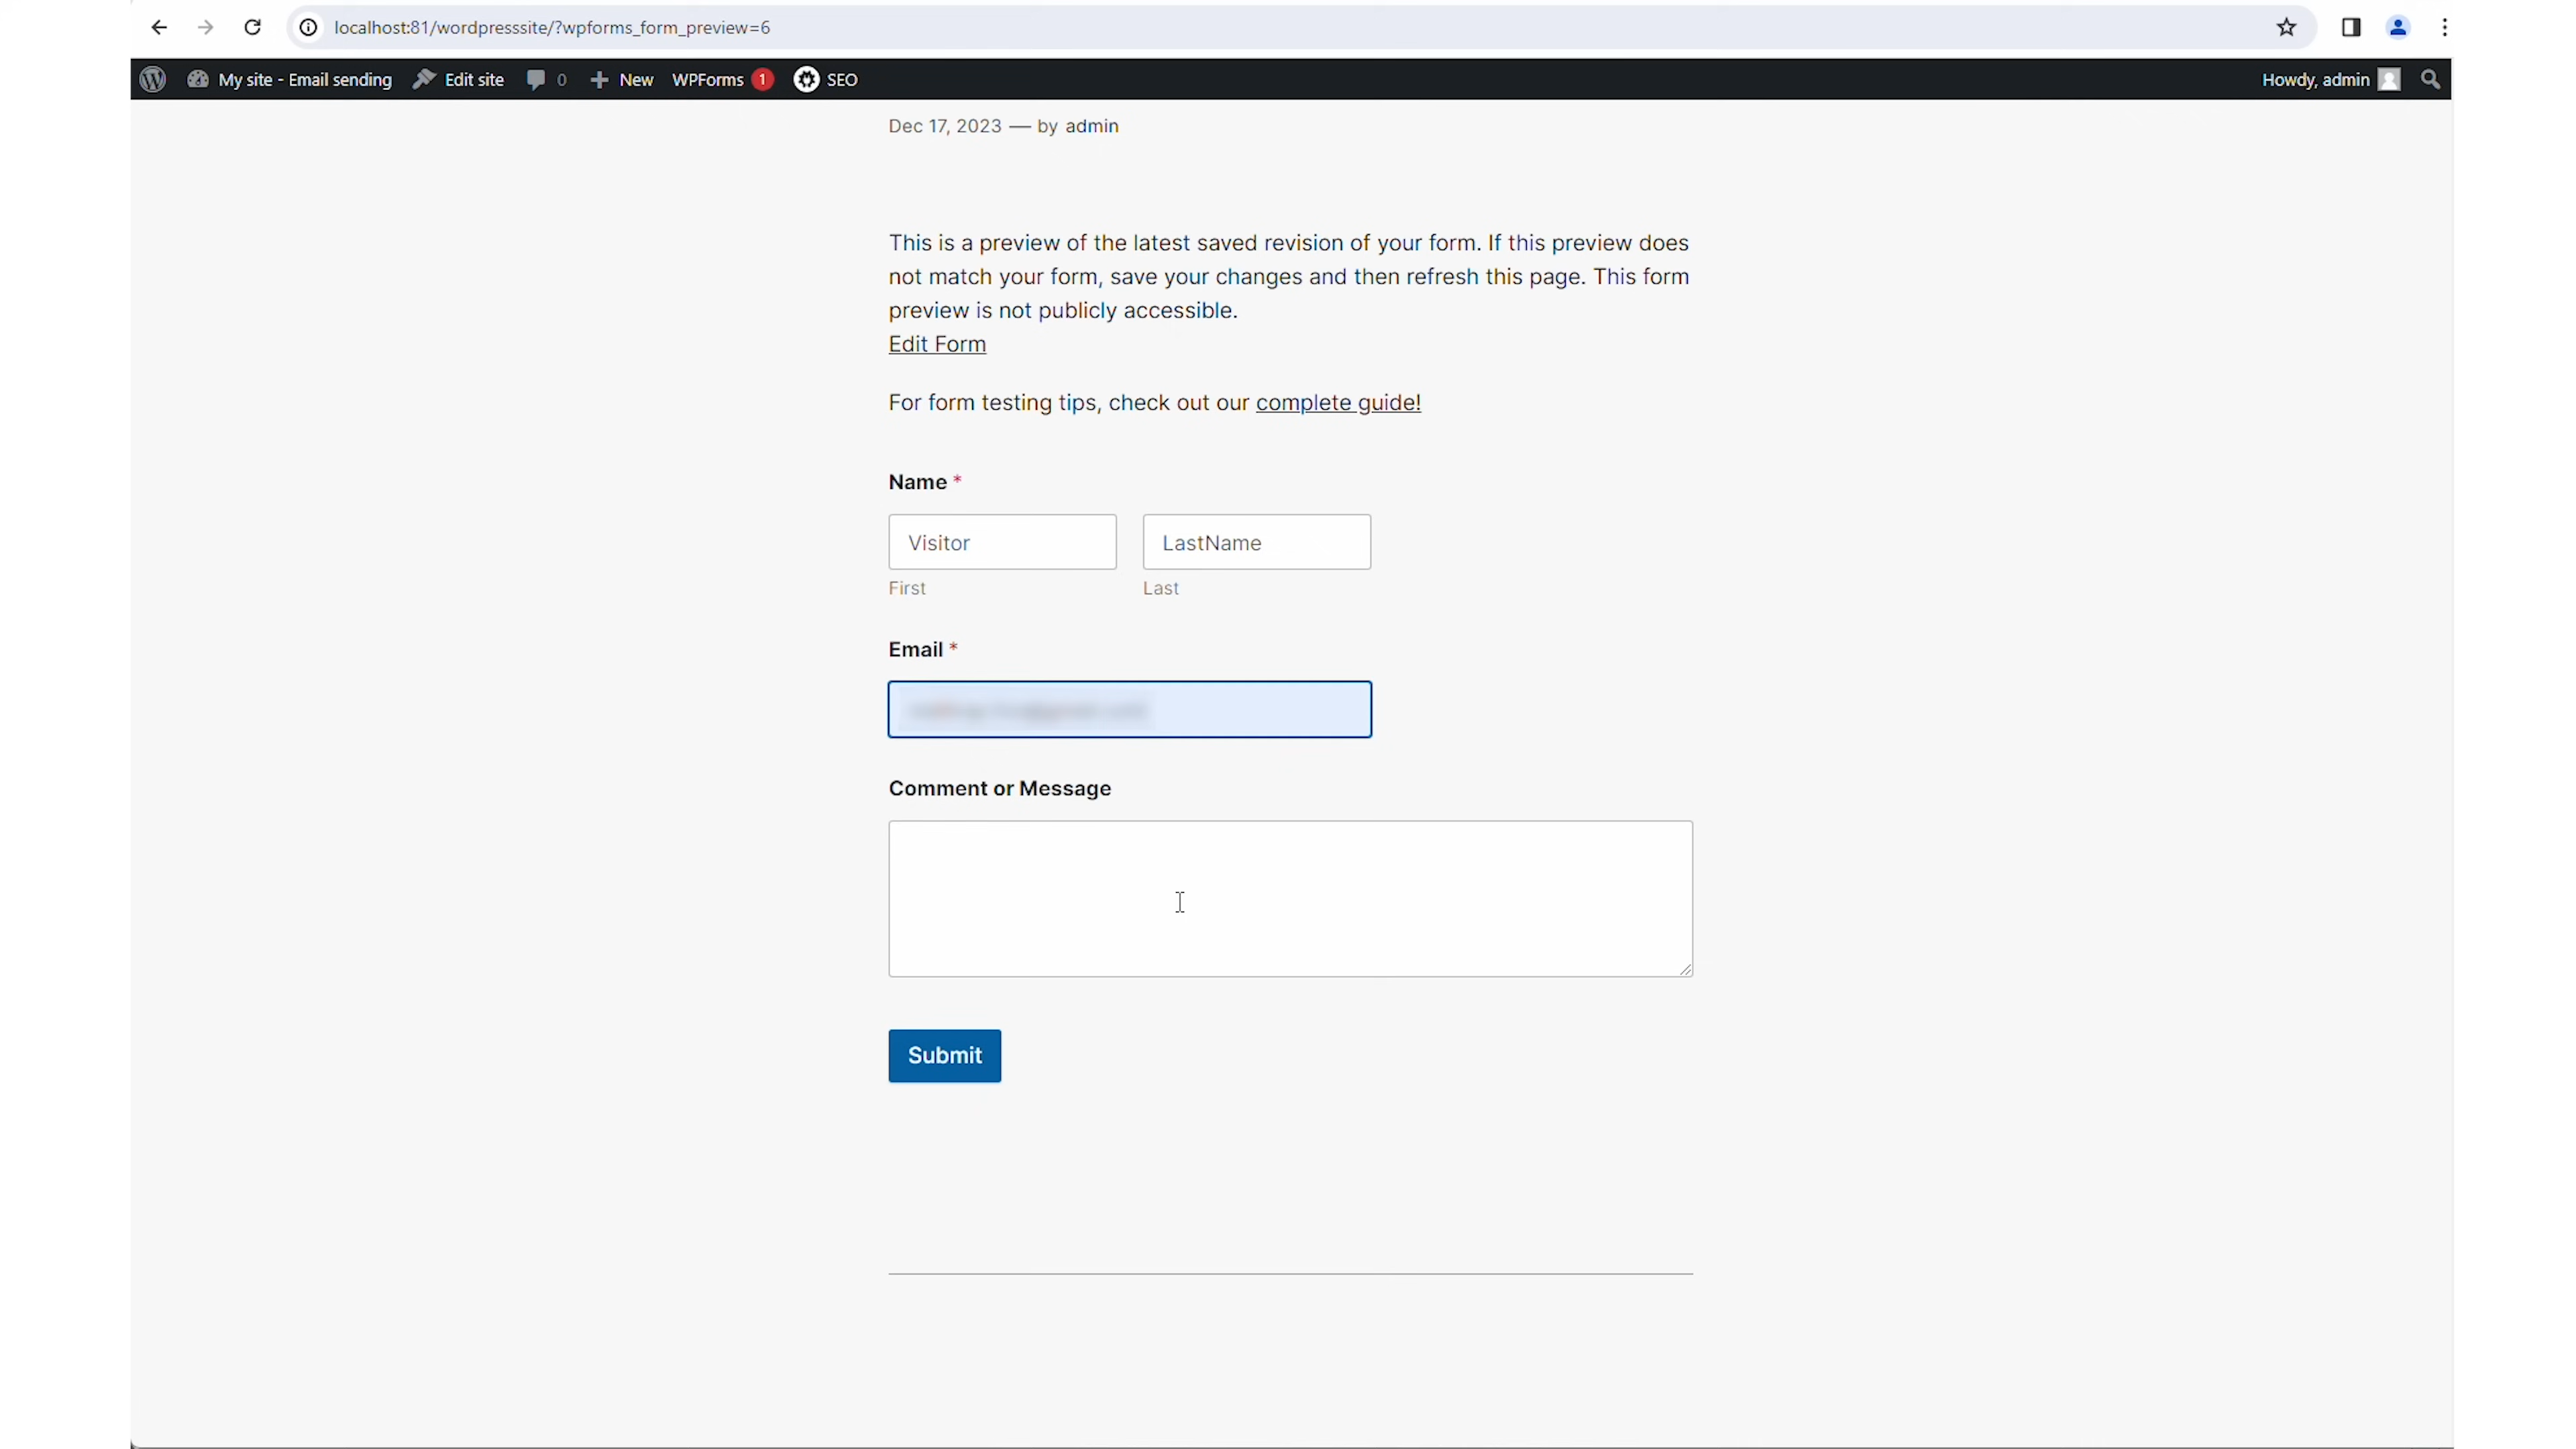 localhost:81/wordpresssite/?wpforms_form_preview=6
My site - Email sending Edit site 0 New WPForms 1 SEO Howdy, admin
Dec 17, 2023 — by admin
This is a preview of the latest saved revision of your form. If this preview does
not match your form, save your changes and then refresh this page. This form
preview is not publicly accessible.
Edit Form
For form testing tips, check out our complete guide!
Name *
Visitor LastName
First Last
Email *
Comment or Message
Submit